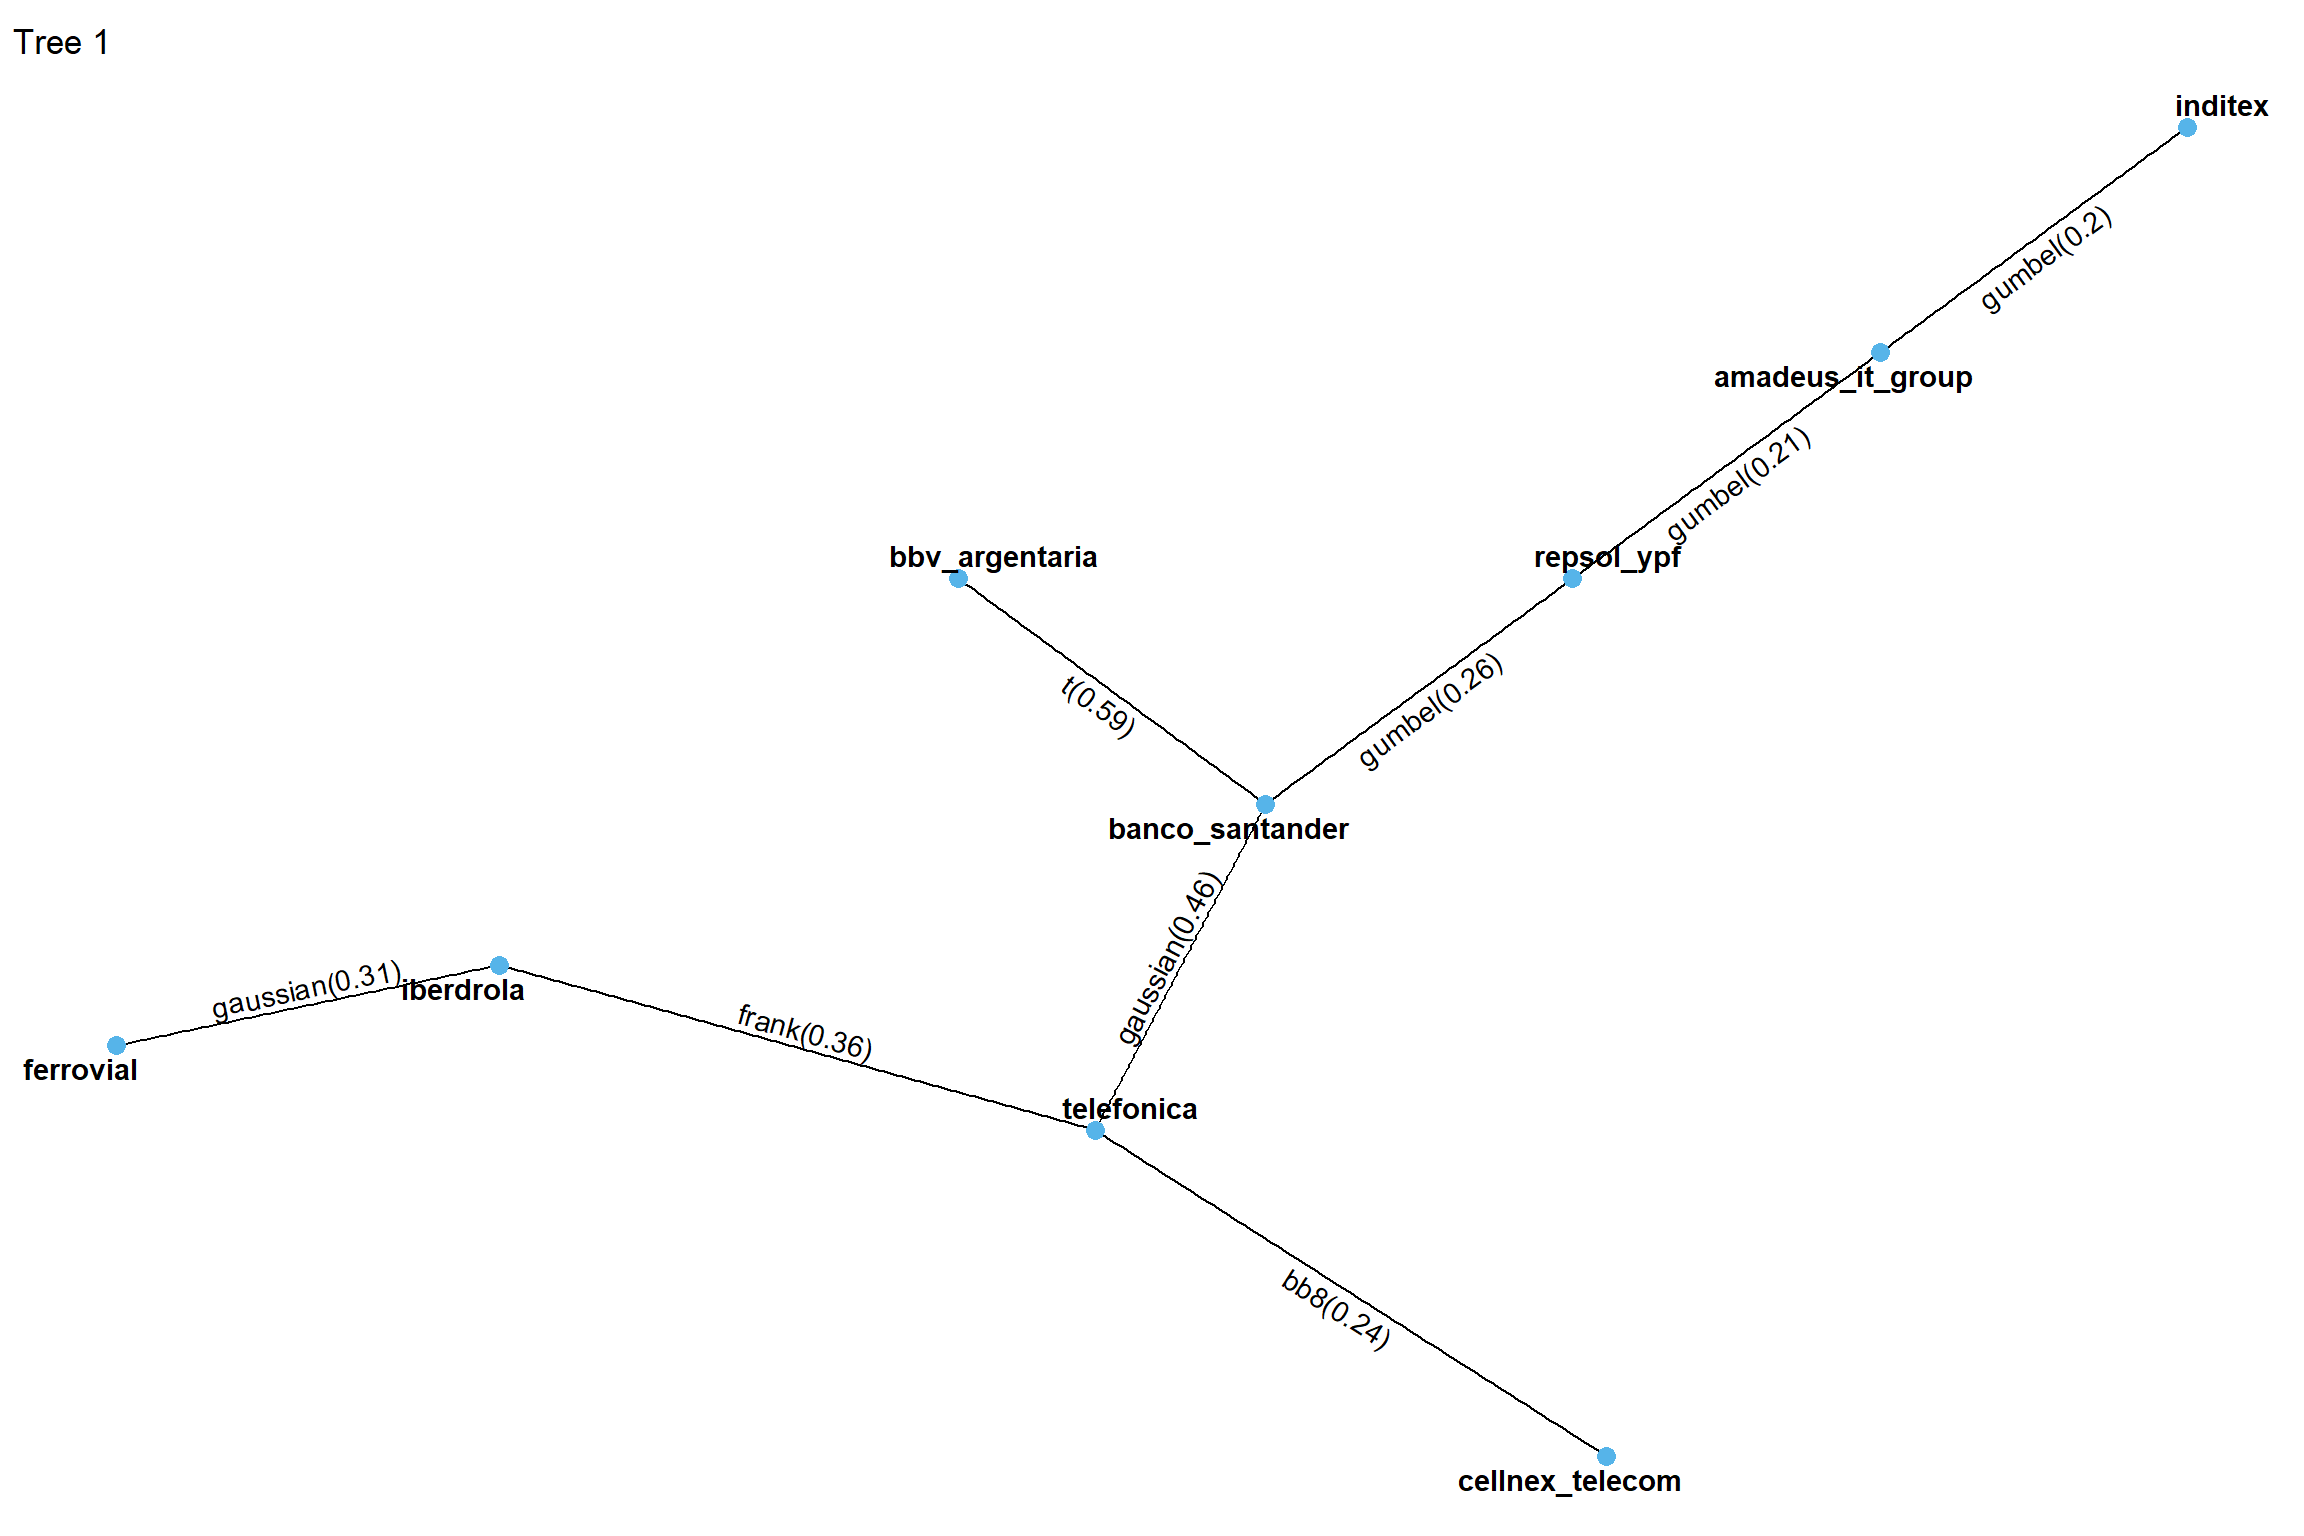 Tree 1
inditex
gumbel(0.2)
amadeus_it_group
gumbel(0.21)
bbv_argentaria
repsol_ypf
t(0.59)
gumbel(0.26)
banco_santander
gaussian(0.46)
gaussian(0.31)
iberdrola
frank(0.36)
ferrovial
telefonica
bb8(0.24)
cellnex_telecom